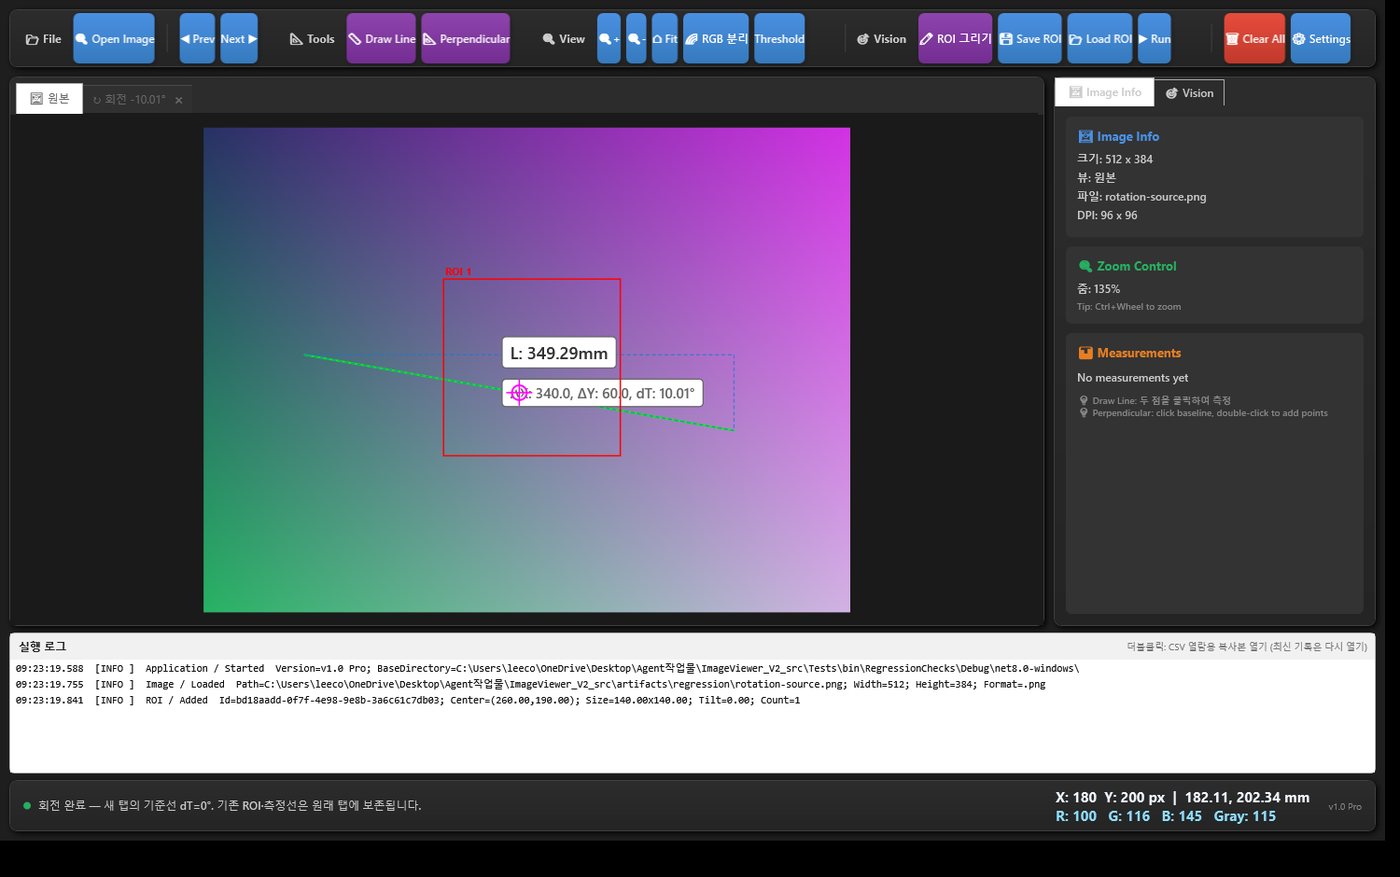 File Open Image Prev Next Tools Draw Line Perpendicular View + - Fit RGB 분리 Threshold Vision ROI 그리기 Save ROI Load ROI Run Clear All Settings
원본 회전 -10.01° ×
Image Info Vision
Image Info
크기: 512 x 384
뷰: 원본
파일: rotation-source.png
DPI: 96 x 96
Zoom Control
줌: 135%
Tip: Ctrl+Wheel to zoom
Measurements
No measurements yet
Draw Line: 두 점을 클릭하여 측정
Perpendicular: click baseline, double-click to add points
ROI 1
L: 349.29mm
: 340.0, ΔY: 60.0, dT: 10.01°
실행 로그
더블클릭: CSV 열람용 복사본 열기 (최신 기록은 다시 열기)
09:23:19.588 [INFO ] Application / Started Version=v1.0 Pro; BaseDirectory=C:\Users\leeco\OneDrive\Desktop\Agent작업물\ImageViewer_V2_src\Tests\bin\RegressionChecks\Debug\net8.0-windows\
09:23:19.755 [INFO ] Image / Loaded Path=C:\Users\leeco\OneDrive\Desktop\Agent작업물\ImageViewer_V2_src\artifacts\regression\rotation-source.png; Width=512; Height=384; Format=.png
09:23:19.841 [INFO ] ROI / Added Id=bd18aadd-0f7f-4e98-9e8b-3a6c61c7db03; Center=(260.00,190.00); Size=140.00x140.00; Tilt=0.00; Count=1
회전 완료 — 새 탭의 기준선 dT=0°. 기존 ROI·측정선은 원래 탭에 보존됩니다.
X: 180 Y: 200 px | 182.11, 202.34 mm
R: 100 G: 116 B: 145 Gray: 115
v1.0 Pro